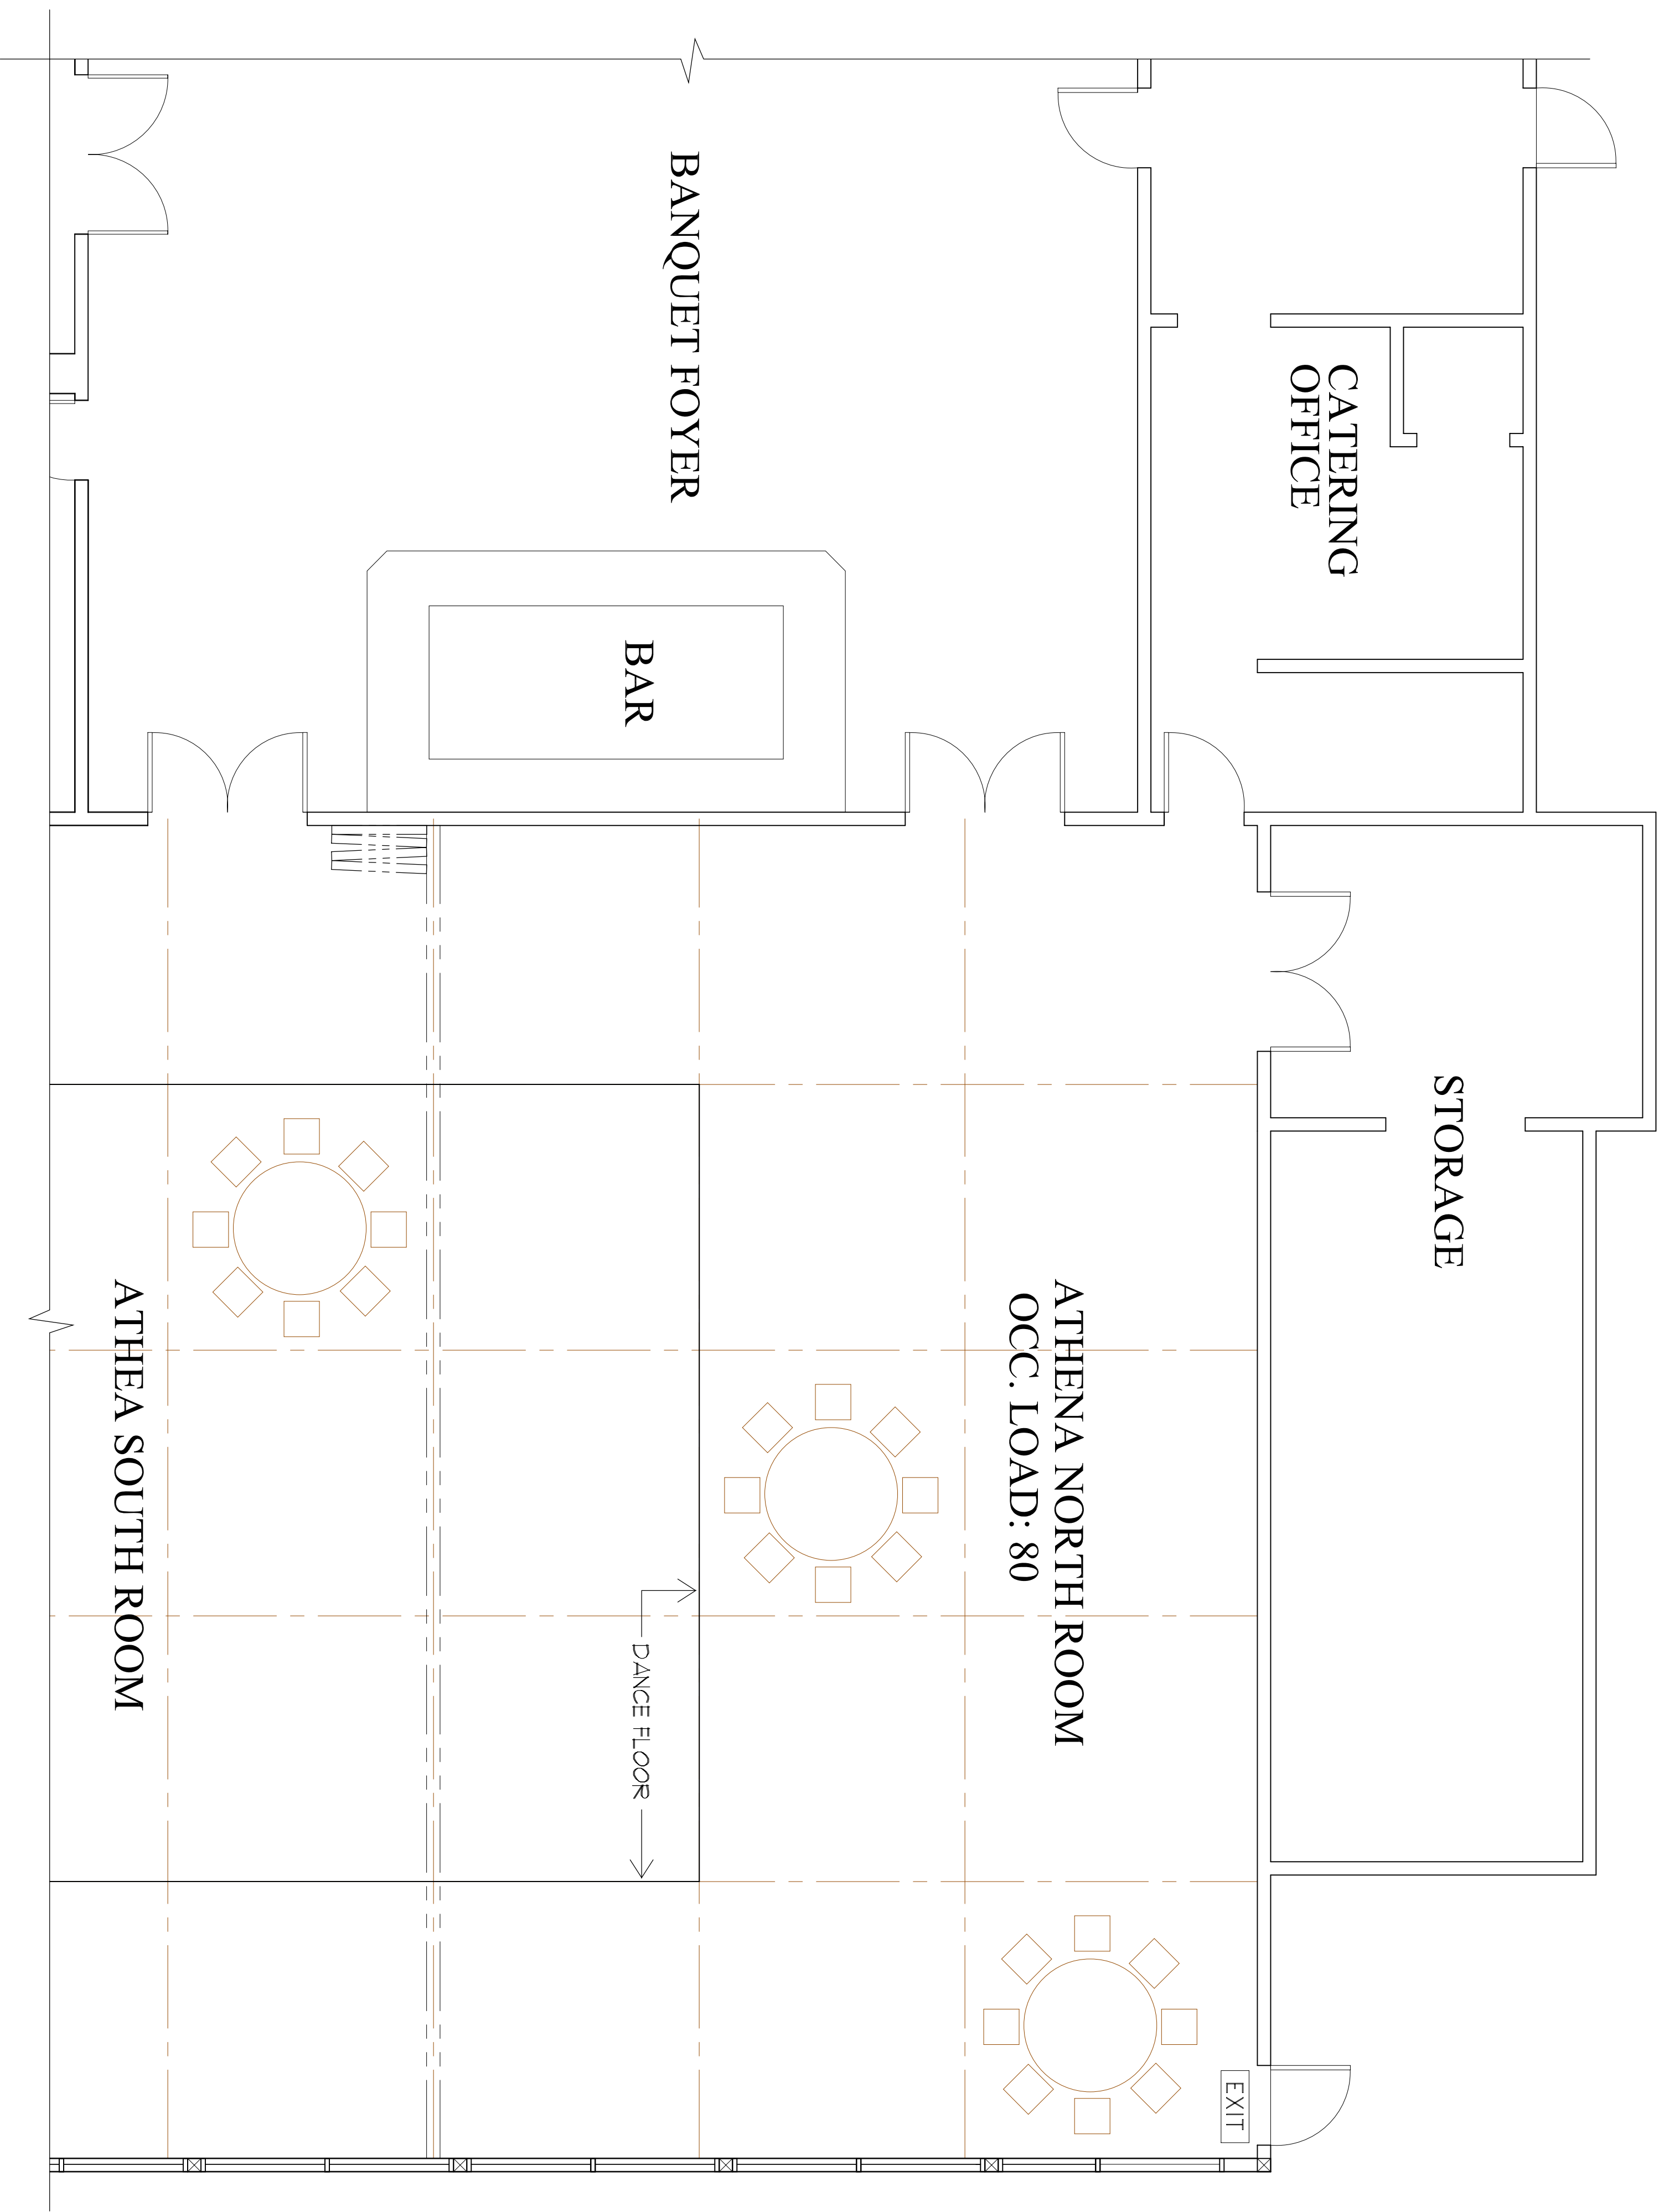 CATERING
OFFICE
STORAGE
BANQUET FOYER
BAR
ATHENA NORTH ROOM
OCC. LOAD: 80
EXIT
DANCE FLOOR
ATHEA SOUTH ROOM